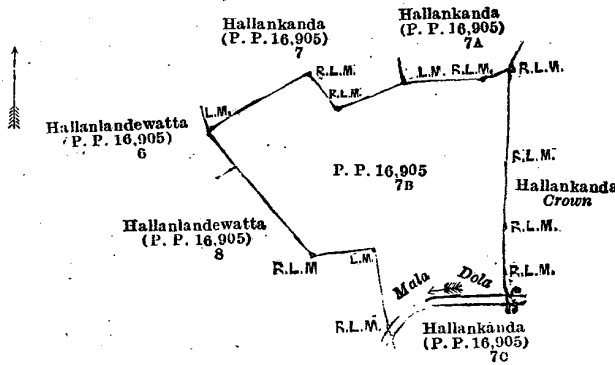 Hallankanda
(P. P. 16,905)
7
Hallankanda
(P. P. 16,905)
7A
R.L.M.
R.L.M.
L.M.
R.L.M.
R.L.M.
L.M.
Hallanlandewatta
(P. P. 16,905)
6
P. P. 16,905
7B
R.L.M.
Hallankanda
Crown
Hallanlandewatta
(P. P. 16,905)
8
R.L.M.
R.L.M
L.M.
R.L.M.
Mala Dola
R.L.M.
Hallankanda
(P. P. 16,905)
7C